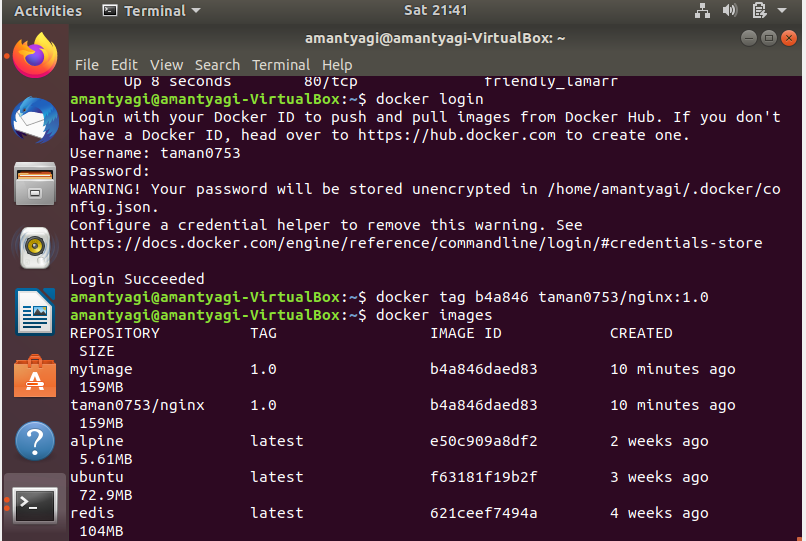 Activities Terminal Sat 21:41
amantyagi@amantyagi-VirtualBox: ~
File Edit View Search Terminal Help
Up 8 seconds 80/tcp friendly_lamarr
amantyagi@amantyagi-VirtualBox:~$ docker login
Login with your Docker ID to push and pull images from Docker Hub. If you don't
have a Docker ID, head over to https://hub.docker.com to create one.
Username: taman0753
Password:
WARNING! Your password will be stored unencrypted in /home/amantyagi/.docker/co
nfig.json.
Configure a credential helper to remove this warning. See
https://docs.docker.com/engine/reference/commandline/login/#credentials-store
Login Succeeded
amantyagi@amantyagi-VirtualBox:~$ docker tag b4a846 taman0753/nginx:1.0
amantyagi@amantyagi-VirtualBox:~$ docker images
REPOSITORY TAG IMAGE ID CREATED
SIZE
myimage 1.0 b4a846daed83 10 minutes ago
159MB
taman0753/nginx 1.0 b4a846daed83 10 minutes ago
159MB
alpine latest e50c909a8df2 2 weeks ago
5.61MB
ubuntu latest f63181f19b2f 3 weeks ago
72.9MB
redis latest 621ceef7494a 4 weeks ago
104MB